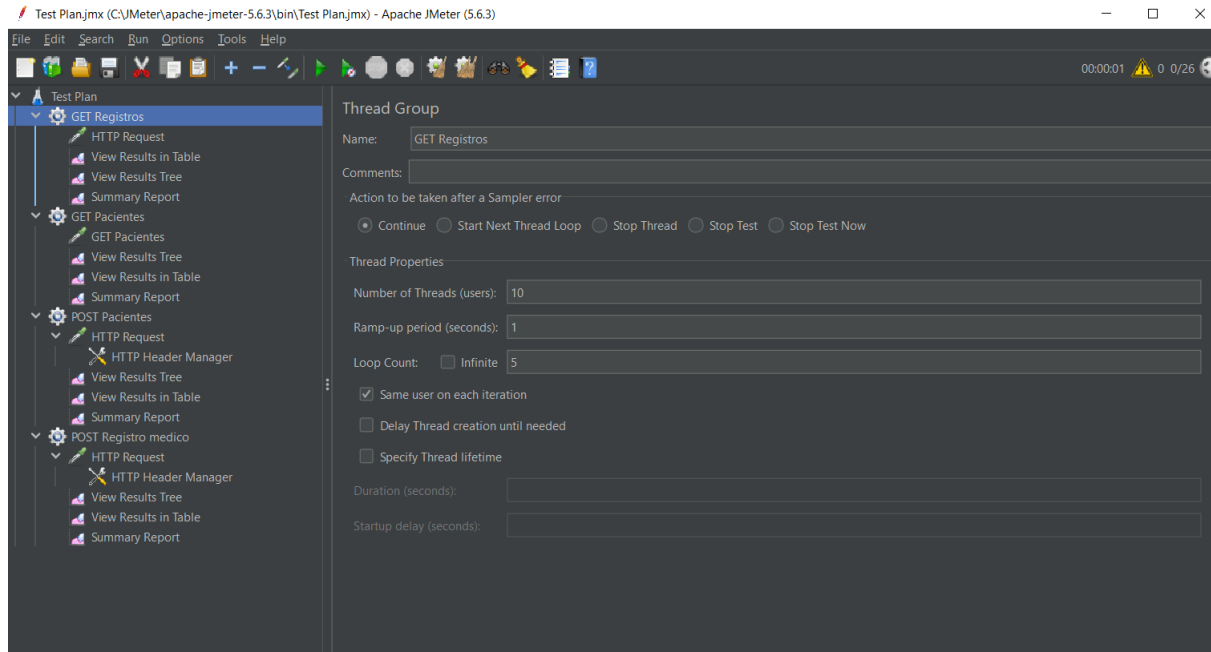 Test Plan.jmx (C:\JMeter\apache-jmeter-5.6.3\bin\Test Plan.jmx) - Apache JMeter (5.6.3)
File Edit Search Run Options Tools Help
00:00:01 0 0/26
Test Plan
GET Registros
HTTP Request
View Results in Table
View Results Tree
Summary Report
GET Pacientes
GET Pacientes
View Results Tree
View Results in Table
Summary Report
POST Pacientes
HTTP Request
HTTP Header Manager
View Results Tree
View Results in Table
Summary Report
POST Registro medico
HTTP Request
HTTP Header Manager
View Results Tree
View Results in Table
Summary Report
Thread Group
Name: GET Registros
Comments:
Action to be taken after a Sampler error
Continue Start Next Thread Loop Stop Thread Stop Test Stop Test Now
Thread Properties
Number of Threads (users): 10
Ramp-up period (seconds): 1
Loop Count: Infinite 5
Same user on each iteration
Delay Thread creation until needed
Specify Thread lifetime
Duration (seconds):
Startup delay (seconds):